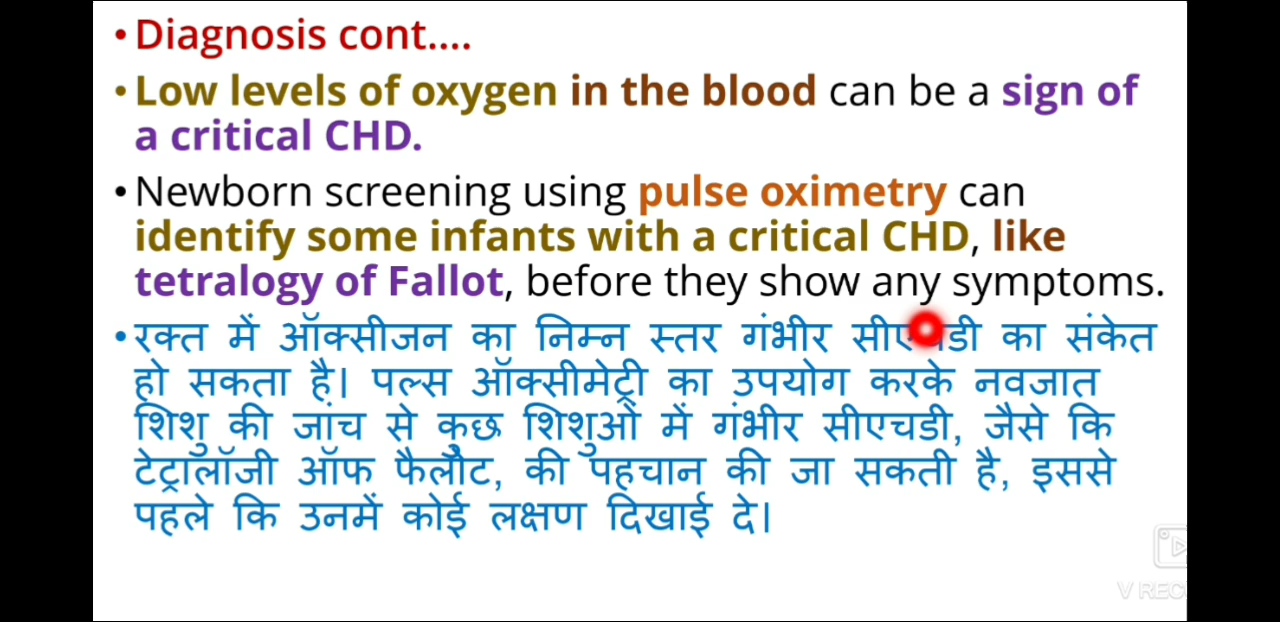 • Diagnosis cont....
• Low levels of oxygen in the blood can be a sign of
a critical CHD.
• Newborn screening using pulse oximetry can
identify some infants with a critical CHD, like
tetralogy of Fallot, before they show any symptoms.
• रक्त में ऑक्सीजन का निम्न स्तर गंभीर का संकेत
हो सकता है। पल्स ऑक्सीमेट्री का उपयोग करके नवजात
शिशु की जांच से कुछ शिशुओं में गंभीर सीएचडी, जैसे कि
टेट्रालॉजी ऑफ फैलोट, की पहचान की जा सकती है, इससे
पहले कि उनमें कोई लक्षण दिखाई दे।
V REC